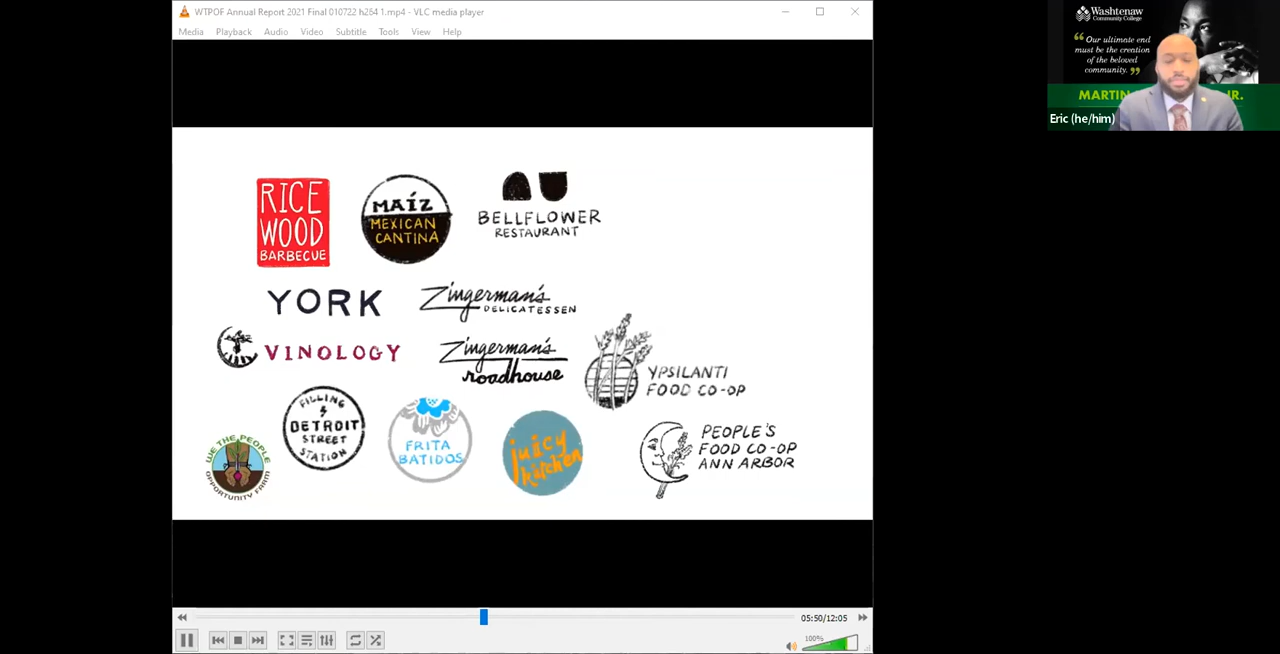 WTPOF Annual Report 2021 Final 010722 h264 1.mp4 - VLC media player
Media Playback Audio Video Subtitle Tools View Help
RICE
WOOD
BARBECUE
MAÍZ
MEXICAN
CANTINA
BELLFLOWER
RESTAURANT
YORK
Zingerman's
DELICATESSEN
VINOLOGY
Zingerman's
roadhouse
YPSILANTI
FOOD CO-OP
FILLING
DETROIT
STREET
STATION
FRITA
BATIDOS
juicy
kitchen
PEOPLE'S
FOOD CO-OP
ANN ARBOR
WE THE PEOPLE
OPPORTUNITY FARM
05:50/12:05
100%
Washtenaw
Community College
“Our ultimate end
must be the creation
of the beloved
community.”
MARTIN
JR.
Eric (he/him)